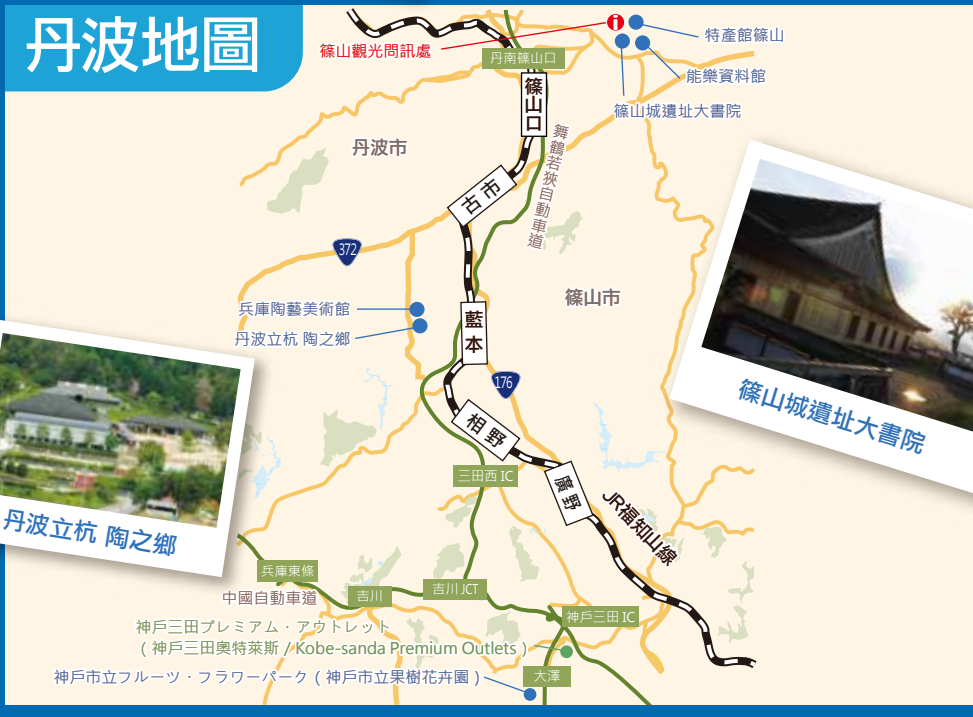 丹波地圖
篠山觀光問訊處
特產館篠山
丹南篠山口
能樂資料館
篠山口
篠山城遺址大書院
舞鶴若狹自動車道
丹波市
古市
372
篠山市
兵庫陶藝美術館
藍本
丹波立杭 陶之鄉
176
篠山城遺址大書院
相野
三田西 IC
廣野
JR福知山線
丹波立杭 陶之鄉
兵庫東條
吉川 JCT
中國自動車道
吉川
神戶三田 IC
神戶三田プレミアム・アウトレット
( 神戶三田奧特萊斯 / Kobe-sanda Premium Outlets )
大澤
神戶市立フルーツ・フラワーパーク ( 神戶市立果樹花卉園 )